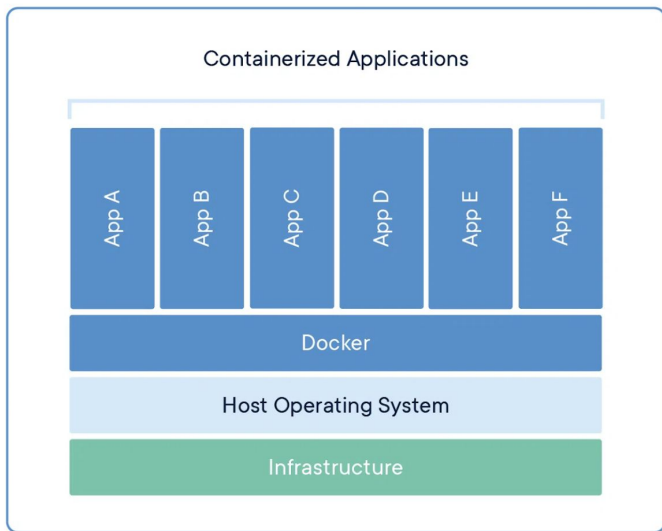 Containerized Applications
App A
App B
App C
App D
App E
App F
Docker
Host Operating System
Infrastructure